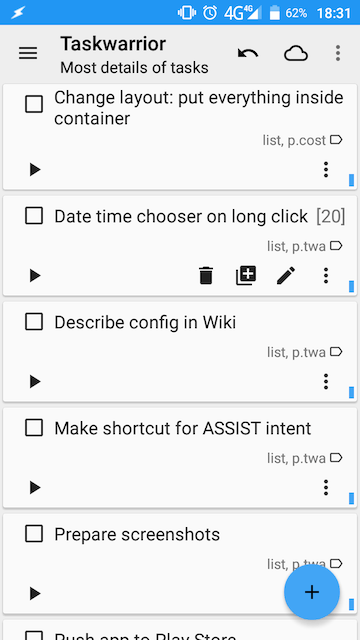 4G 4G 62% 18:31
Taskwarrior
Most details of tasks
Change layout: put everything inside
container
list, p.cost
Date time chooser on long click [20]
list, p.twa
Describe config in Wiki
list, p.twa
Make shortcut for ASSIST intent
list, p.twa
Prepare screenshots
list, p.twa
Push app to Play Store